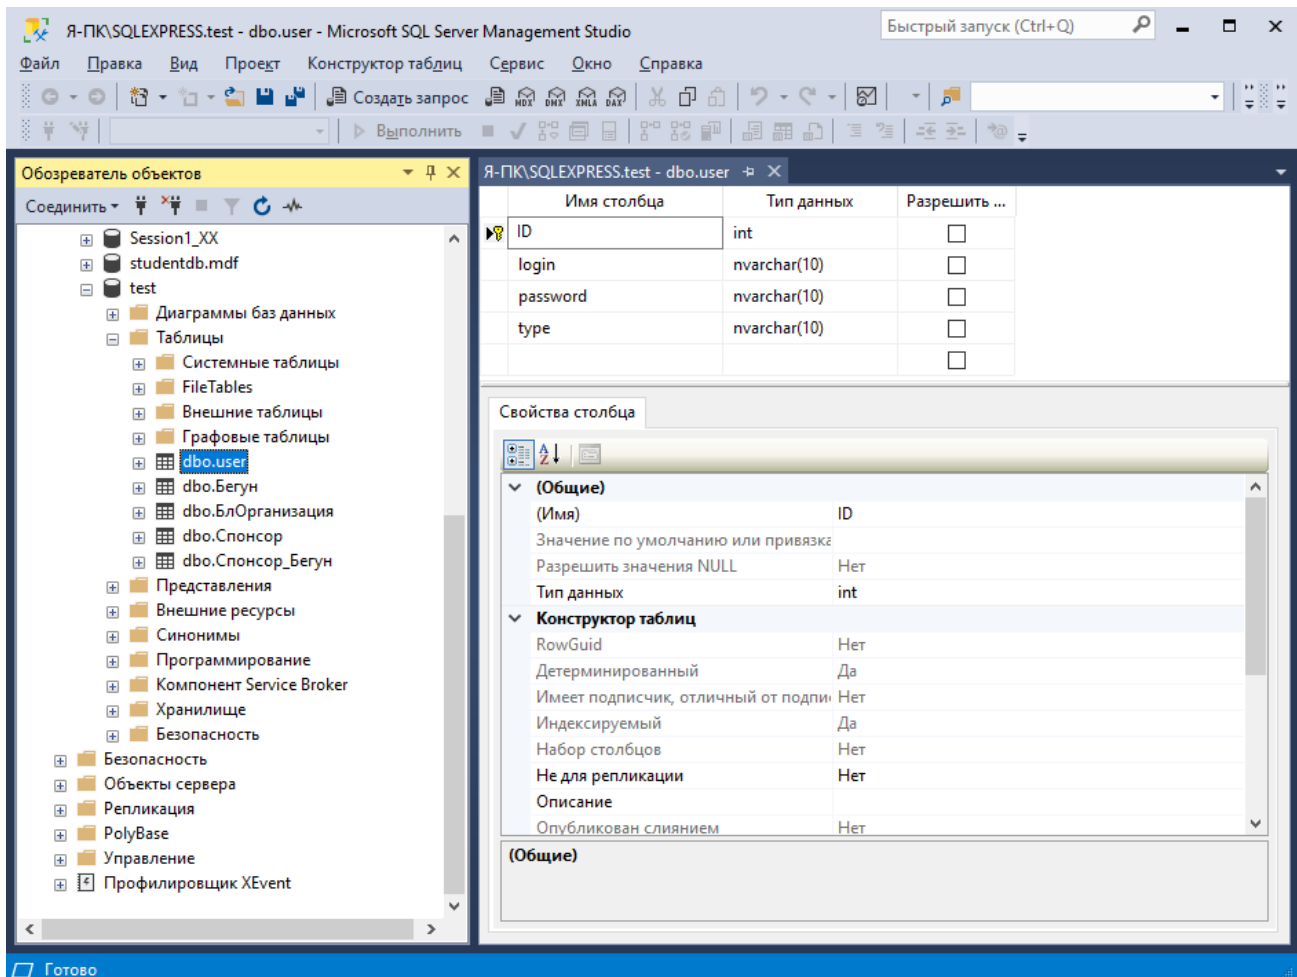 Я-ПК\SQLEXPRESS.test - dbo.user - Microsoft SQL Server Management Studio
Быстрый запуск (Ctrl+Q)
Файл Правка Вид Проект Конструктор таблиц Сервис Окно Справка
Создать запрос MDX DMX XMLA DAX
Выполнить
Обозреватель объектов
Соединить
Session1_XX
studentdb.mdf
test
Диаграммы баз данных
Таблицы
Системные таблицы
FileTables
Внешние таблицы
Графовые таблицы
dbo.user
dbo.Бегун
dbo.БлОрганизация
dbo.Спонсор
dbo.Спонсор_Бегун
Представления
Внешние ресурсы
Синонимы
Программирование
Компонент Service Broker
Хранилище
Безопасность
Безопасность
Объекты сервера
Репликация
PolyBase
Управление
Профилировщик XEvent
Я-ПК\SQLEXPRESS.test - dbo.user
Имя столбца Тип данных Разрешить ...
ID int
login nvarchar(10)
password nvarchar(10)
type nvarchar(10)
Свойства столбца
(Общие)
(Имя) ID
Значение по умолчанию или привязка
Разрешить значения NULL Нет
Тип данных int
Конструктор таблиц
RowGuid Нет
Детерминированный Да
Имеет подписчик, отличный от подпи Нет
Индексируемый Да
Набор столбцов Нет
Не для репликации Нет
Описание
Опубликован слиянием Нет
(Общие)
Готово